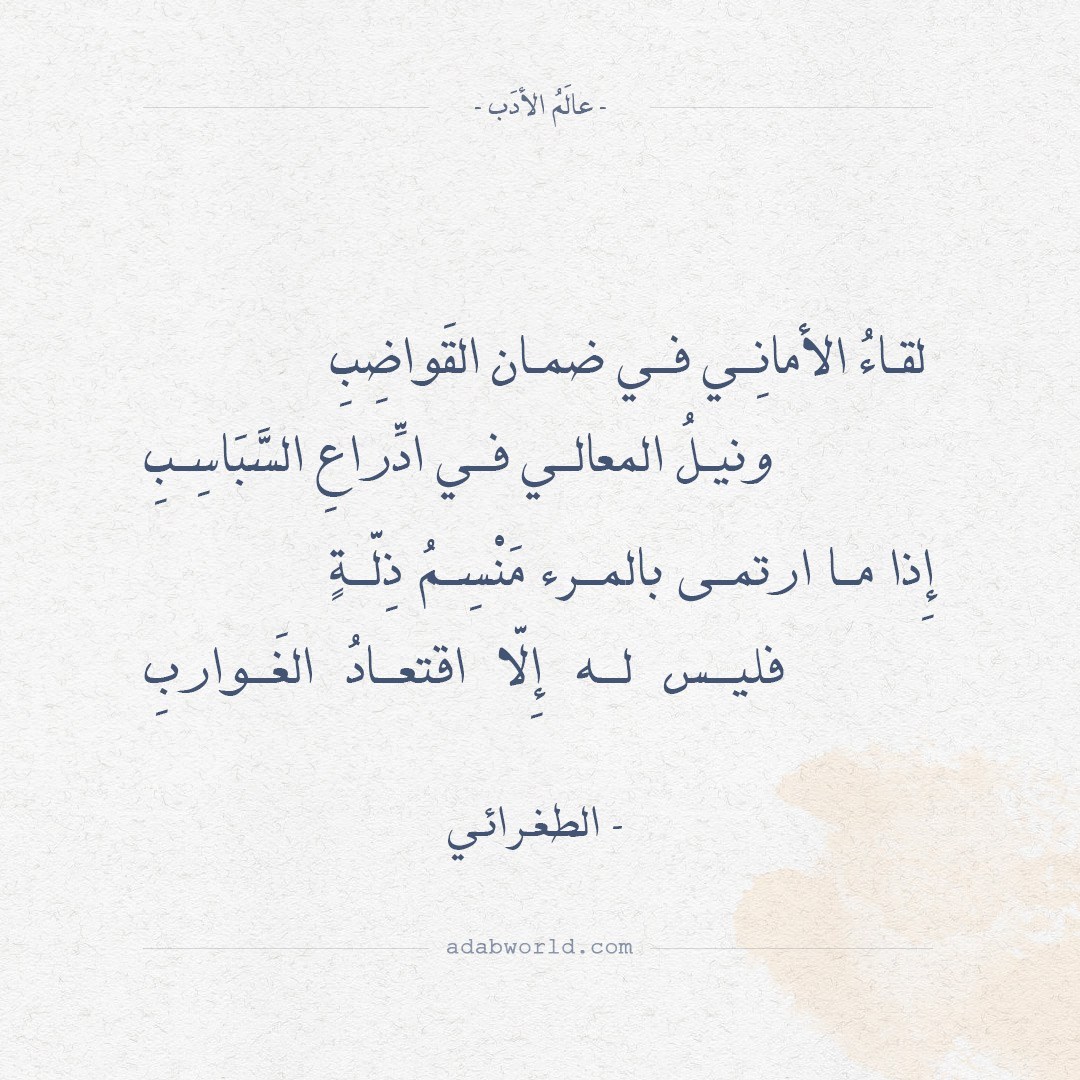 - عالَمُ الأدَب -
لقاءُ الأمانِي في ضمان القَواضِبِ
ونيلُ المعالي في ادِّراعِ السَّبَاسِبِ
إِذا ما ارتمى بالمرء مَنْسِمُ ذِلّةٍ
فليس له إِلّا اقتعادُ الغَواربِ
- الطغرائي
adabworld.com